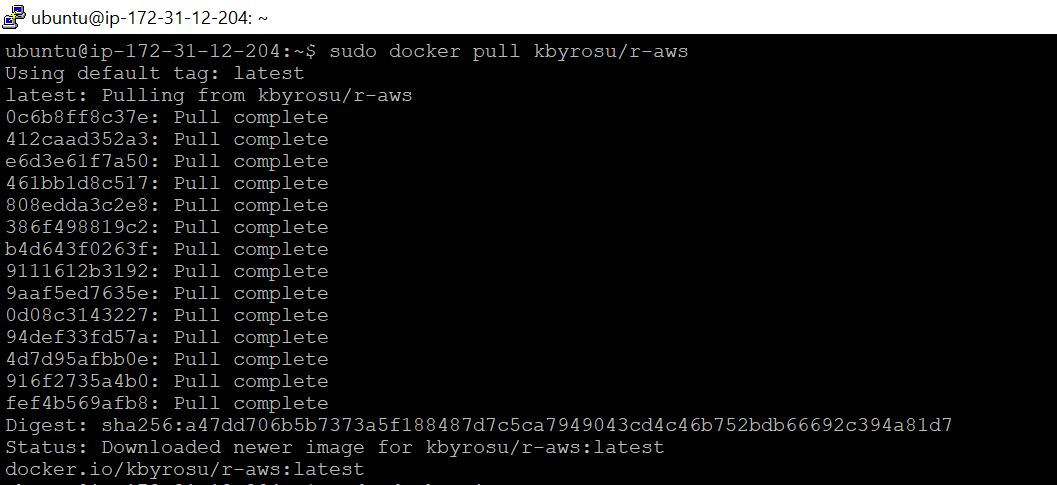 ubuntu@ip-172-31-12-204: ~
ubuntu@ip-172-31-12-204:~$ sudo docker pull kbyrosu/r-aws
Using default tag: latest
latest: Pulling from kbyrosu/r-aws
0c6b8ff8c37e: Pull complete
412caad352a3: Pull complete
e6d3e61f7a50: Pull complete
461bb1d8c517: Pull complete
808edda3c2e8: Pull complete
386f498819c2: Pull complete
b4d643f0263f: Pull complete
9111612b3192: Pull complete
9aaf5ed7635e: Pull complete
0d08c3143227: Pull complete
94def33fd57a: Pull complete
4d7d95afbb0e: Pull complete
916f2735a4b0: Pull complete
fef4b569afb8: Pull complete
Digest: sha256:a47dd706b5b7373a5f188487d7c5ca7949043cd4c46b752bdb66692c394a81d7
Status: Downloaded newer image for kbyrosu/r-aws:latest
docker.io/kbyrosu/r-aws:latest